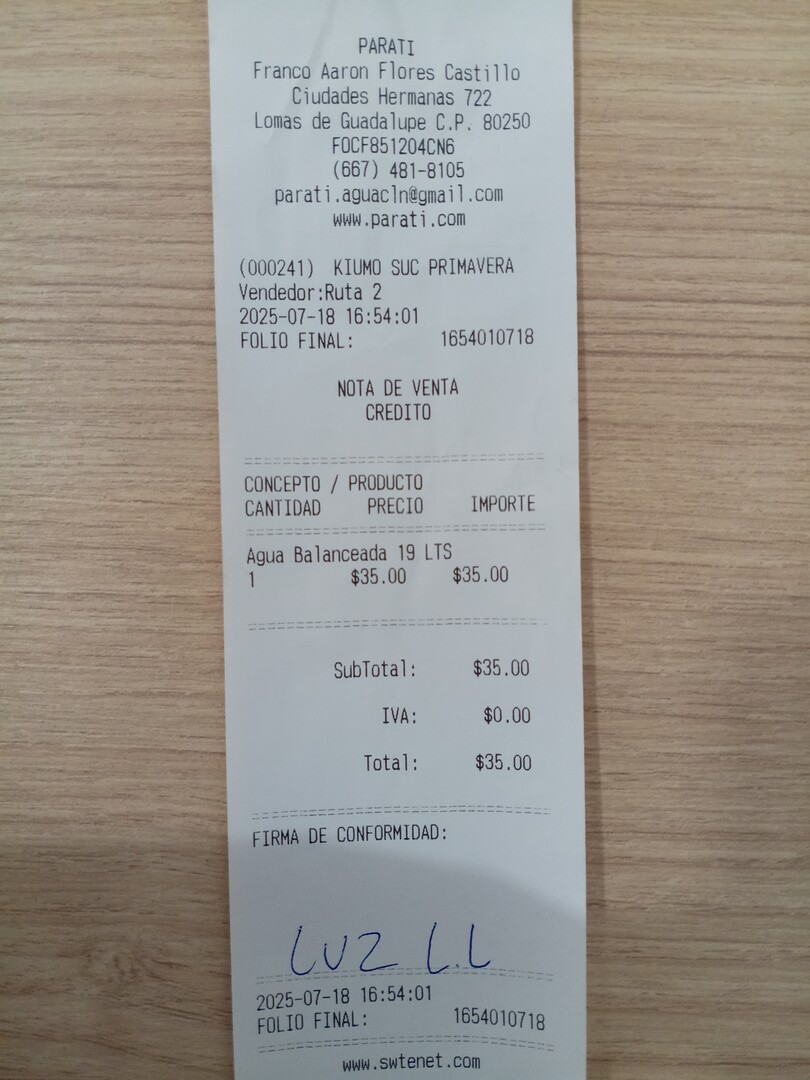 PARATI
Franco Aaron Flores Castillo
Ciudades Hermanas 722
Lomas de Guadalupe C.P. 80250
FOCF851204CN6
(667) 481-8105
parati.aguacln@gmail.com
www.parati.com
(000241) KIUMO SUC PRIMAVERA
Vendedor:Ruta 2
2025-07-18 16:54:01
FOLIO FINAL: 1654010718
NOTA DE VENTA
CREDITO
CONCEPTO / PRODUCTO
CANTIDAD PRECIO IMPORTE
Agua Balanceada 19 LTS
1 $35.00 $35.00
SubTotal: $35.00
IVA: $0.00
Total: $35.00
FIRMA DE CONFORMIDAD:
LUZ L.L
2025-07-18 16:54:01
FOLIO FINAL: 1654010718
www.swtenet.com